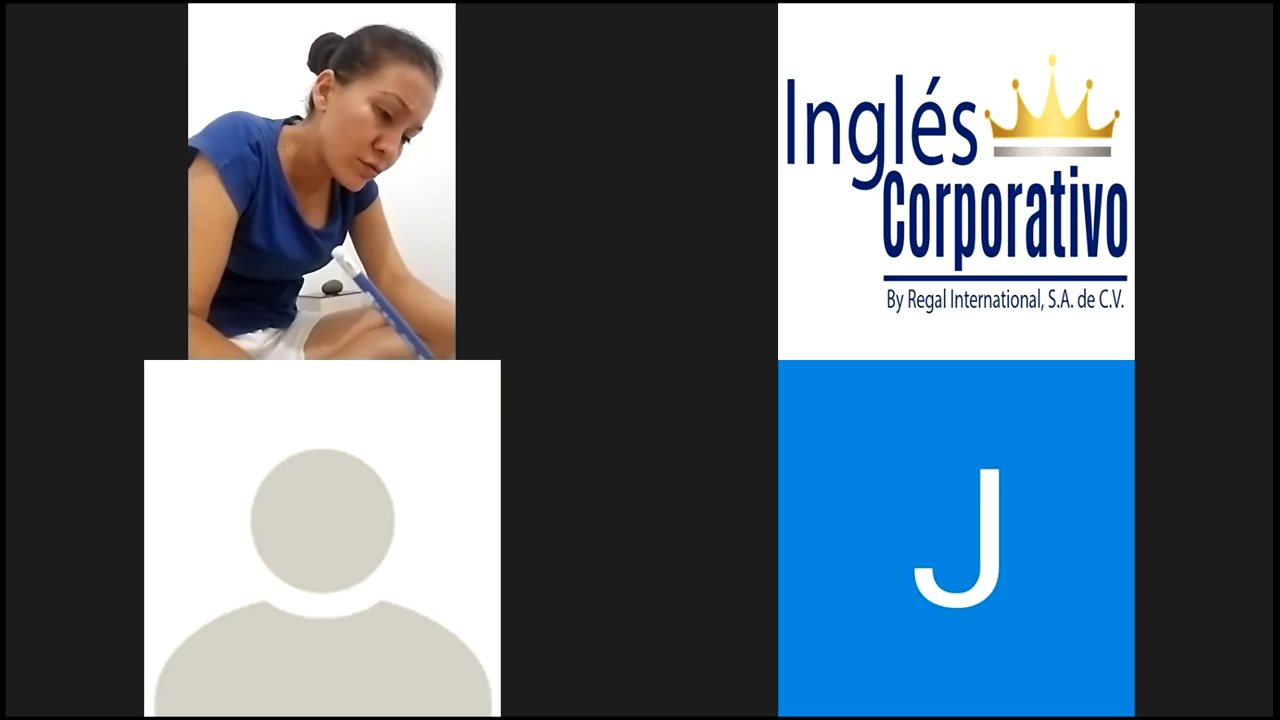 Inglés
Corporativo
By Regal International, S.A. de C.V.
J